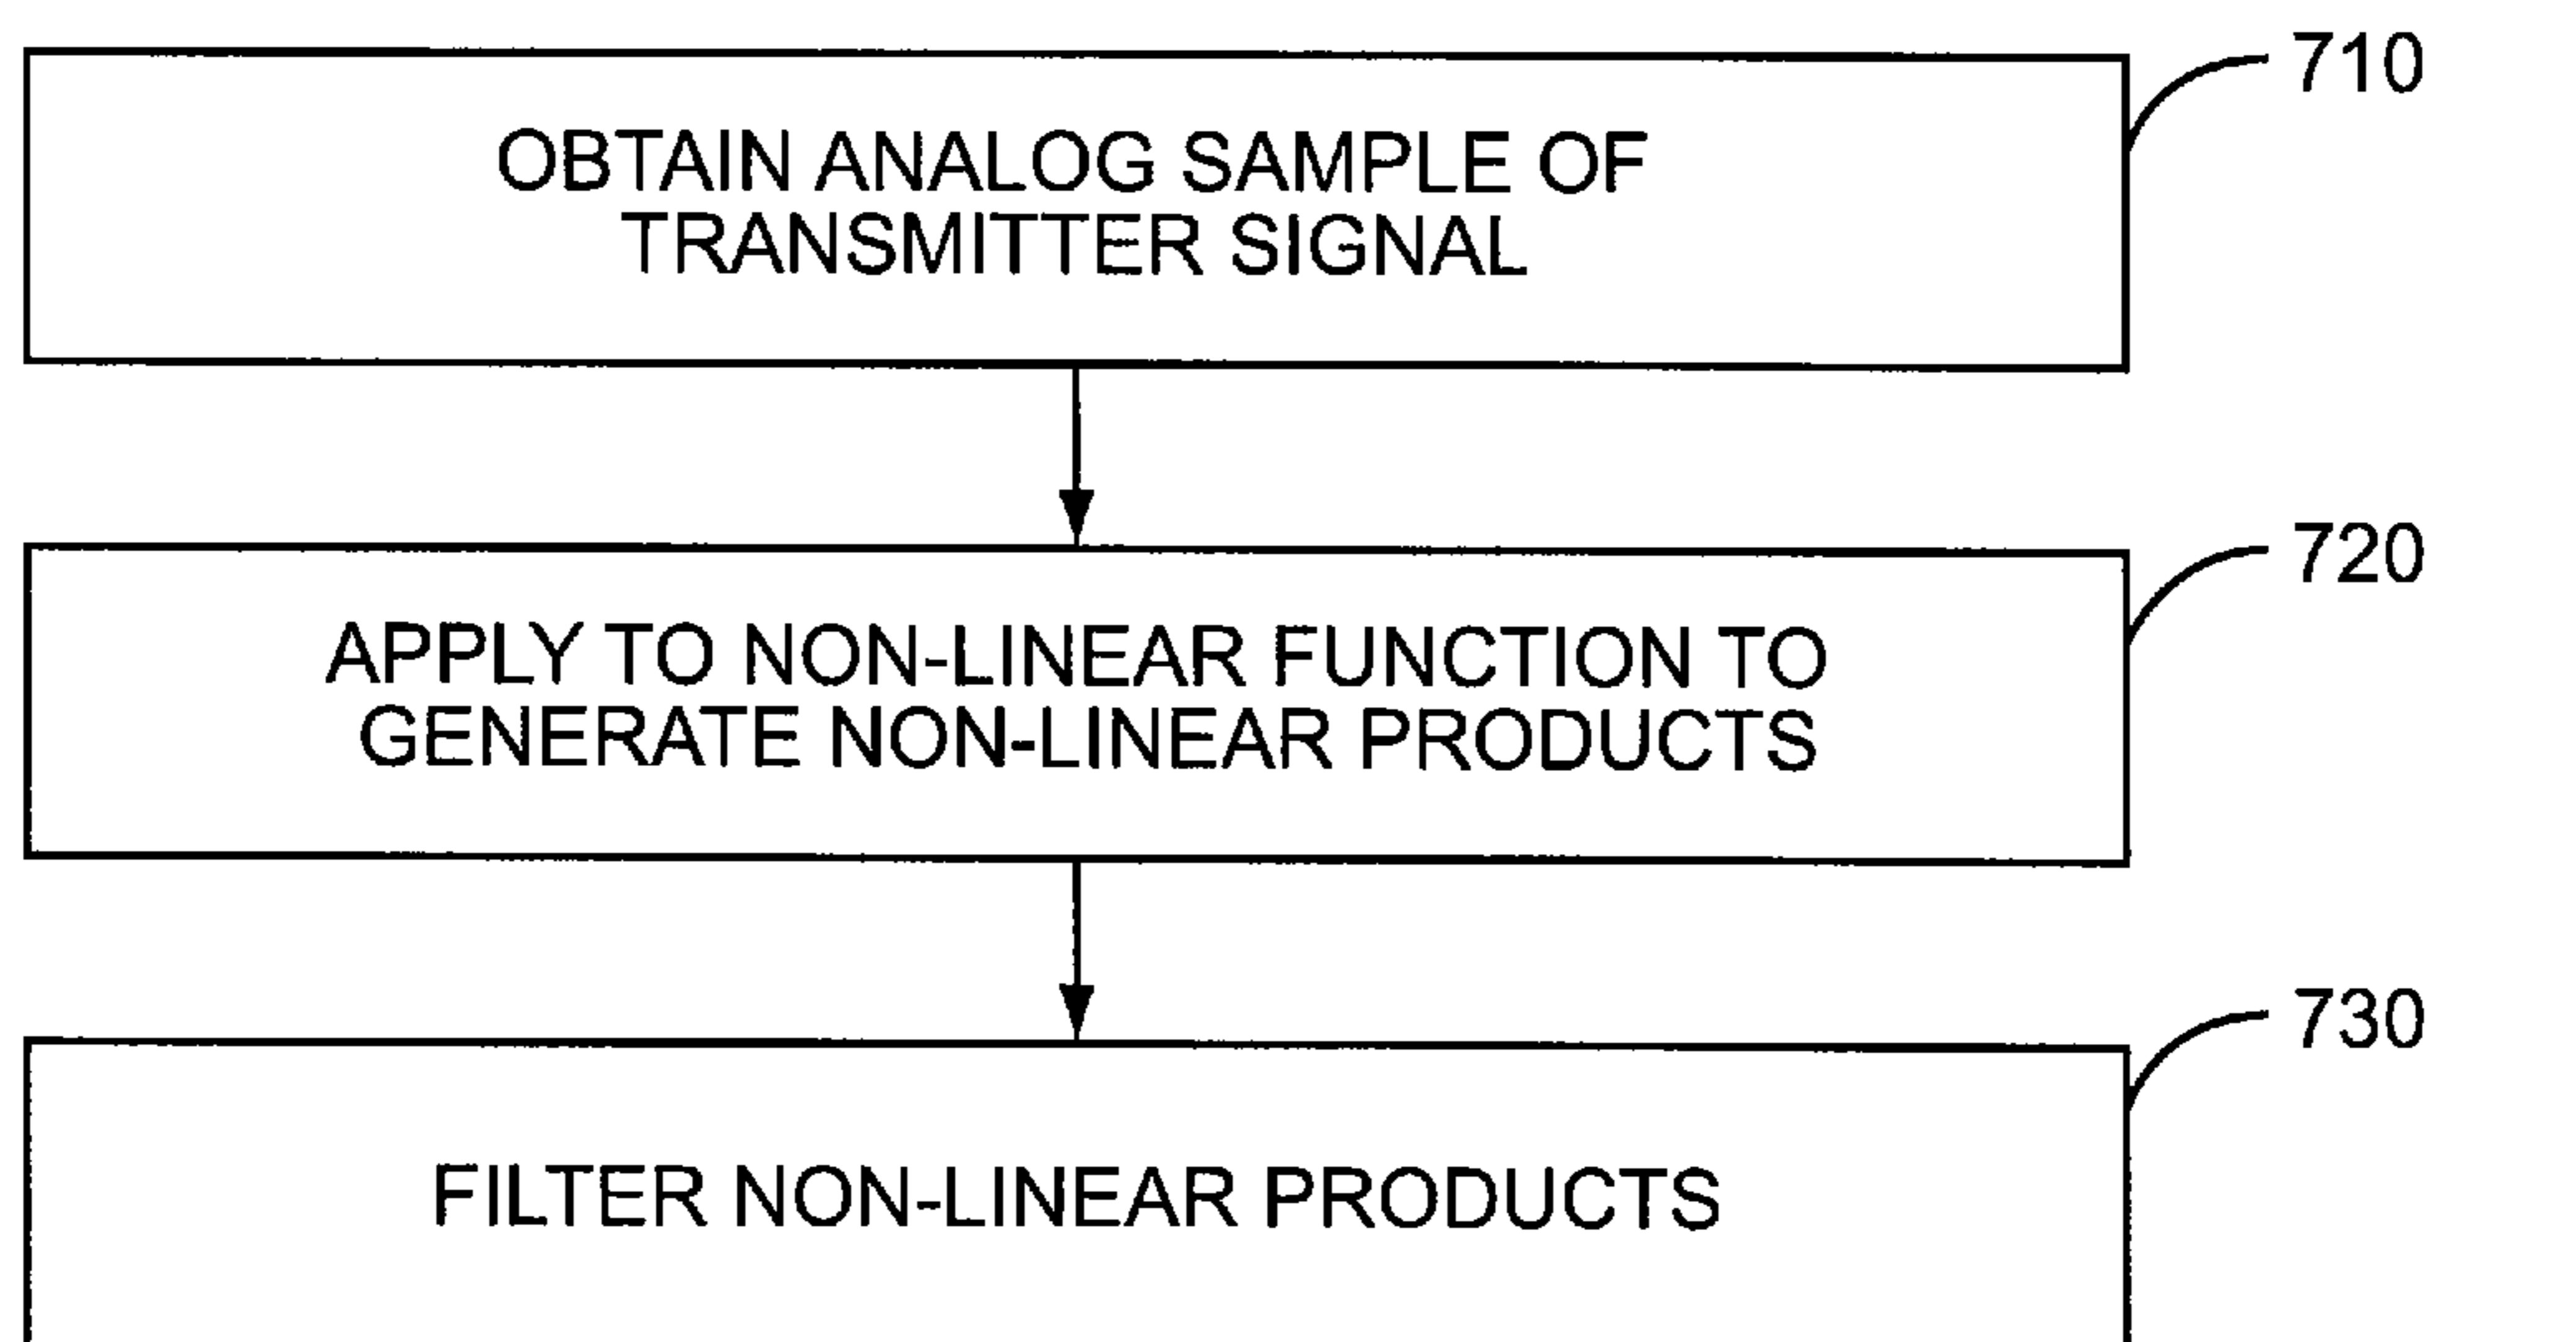 710
OBTAIN ANALOG SAMPLE OF
TRANSMITTER SIGNAL
720
APPLY TO NON-LINEAR FUNCTION TO
GENERATE NON-LINEAR PRODUCTS
730
FILTER NON-LINEAR PRODUCTS